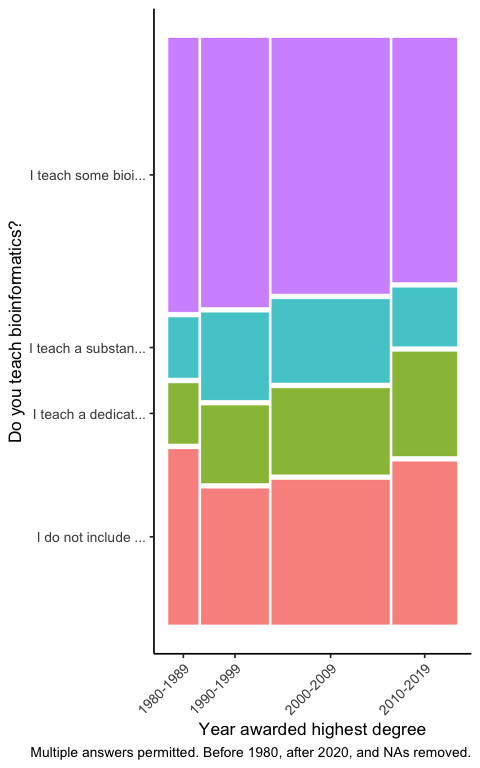 Do you teach bioinformatics?
I teach some bioi...
I teach a substan...
I teach a dedicat...
I do not include ...
1980-1989
1990-1999
2000-2009
2010-2019
Year awarded highest degree
Multiple answers permitted. Before 1980, after 2020, and NAs removed.